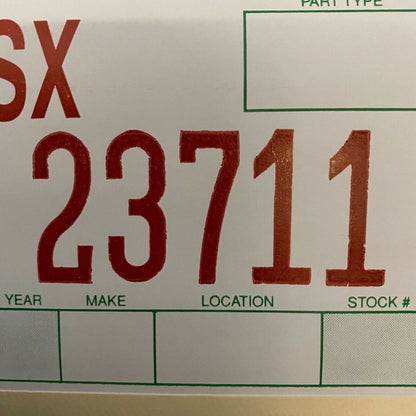 PART TYPE
SX
23711
YEAR MAKE LOCATION STOCK #